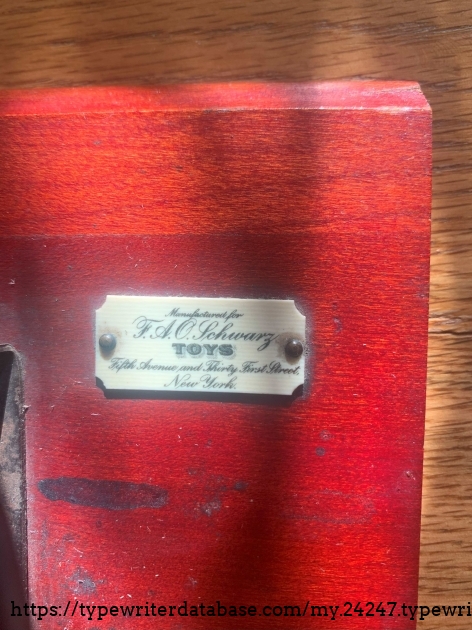 Manufactured for
F.A.O. Schwarz
TOYS
Fifth Avenue and Thirty First Street,
New York.
https://typewriterdatabase.com/my.24247.typewri